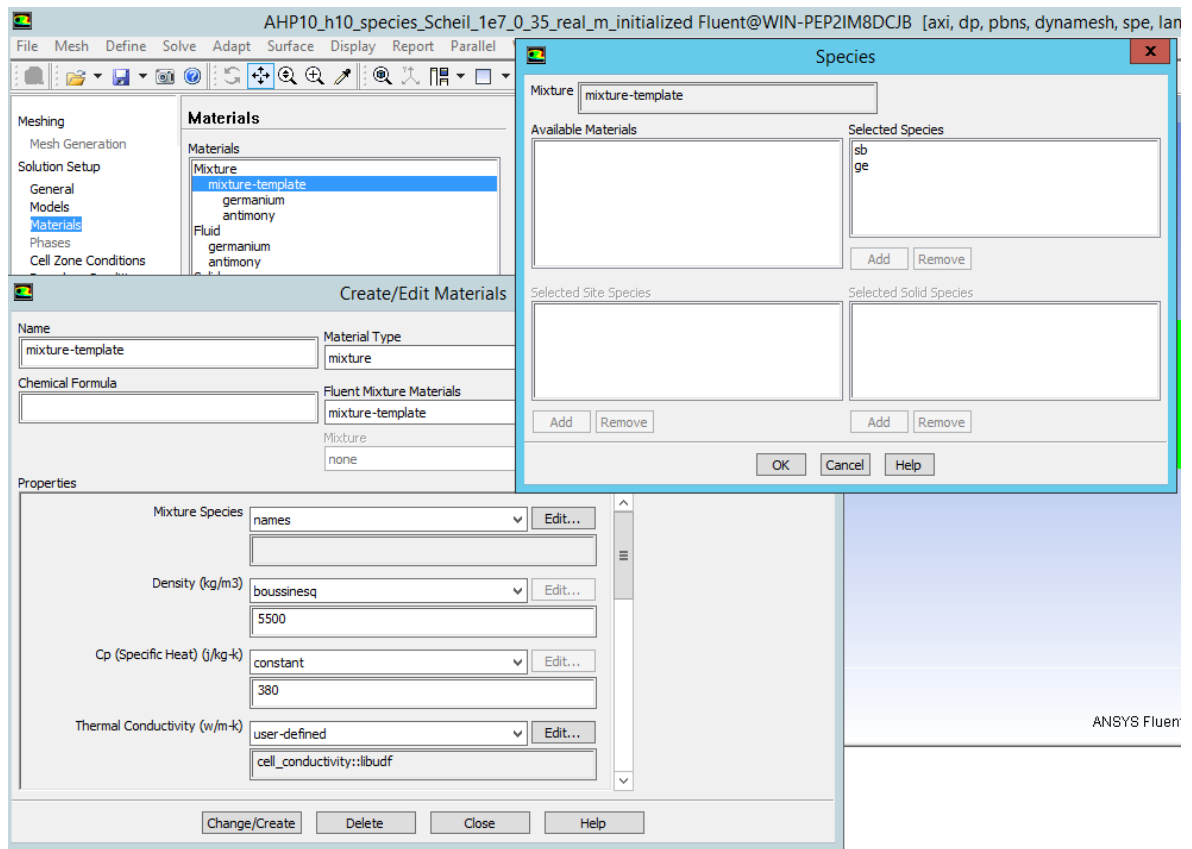 AHP10_h10_species_Scheil_1e7_0_35_real_m_initialized Fluent@WIN-PEP2IM8DCJB [axi, dp, pbns, dynamesh, spe, lan
File Mesh Define Solve Adapt Surface Display Report Parallel
Meshing
Mesh Generation
Solution Setup
General
Models
Materials
Phases
Cell Zone Conditions
Materials
Materials
Mixture
mixture-template
germanium
antimony
Fluid
germanium
antimony
Species
x
Mixture
mixture-template
Available Materials
Selected Species
sb
ge
Add
Remove
Selected Site Species
Selected Solid Species
Add
Remove
Add
Remove
OK
Cancel
Help
Create/Edit Materials
Name
mixture-template
Chemical Formula
Material Type
mixture
Fluent Mixture Materials
mixture-template
Mixture
none
Properties
Mixture Species
names
Edit...
Density (kg/m3)
boussinesq
Edit...
5500
Cp (Specific Heat) (j/kg-k)
constant
Edit...
380
Thermal Conductivity (w/m-k)
user-defined
Edit...
cell_conductivity::libudf
Change/Create
Delete
Close
Help
ANSYS Fluent